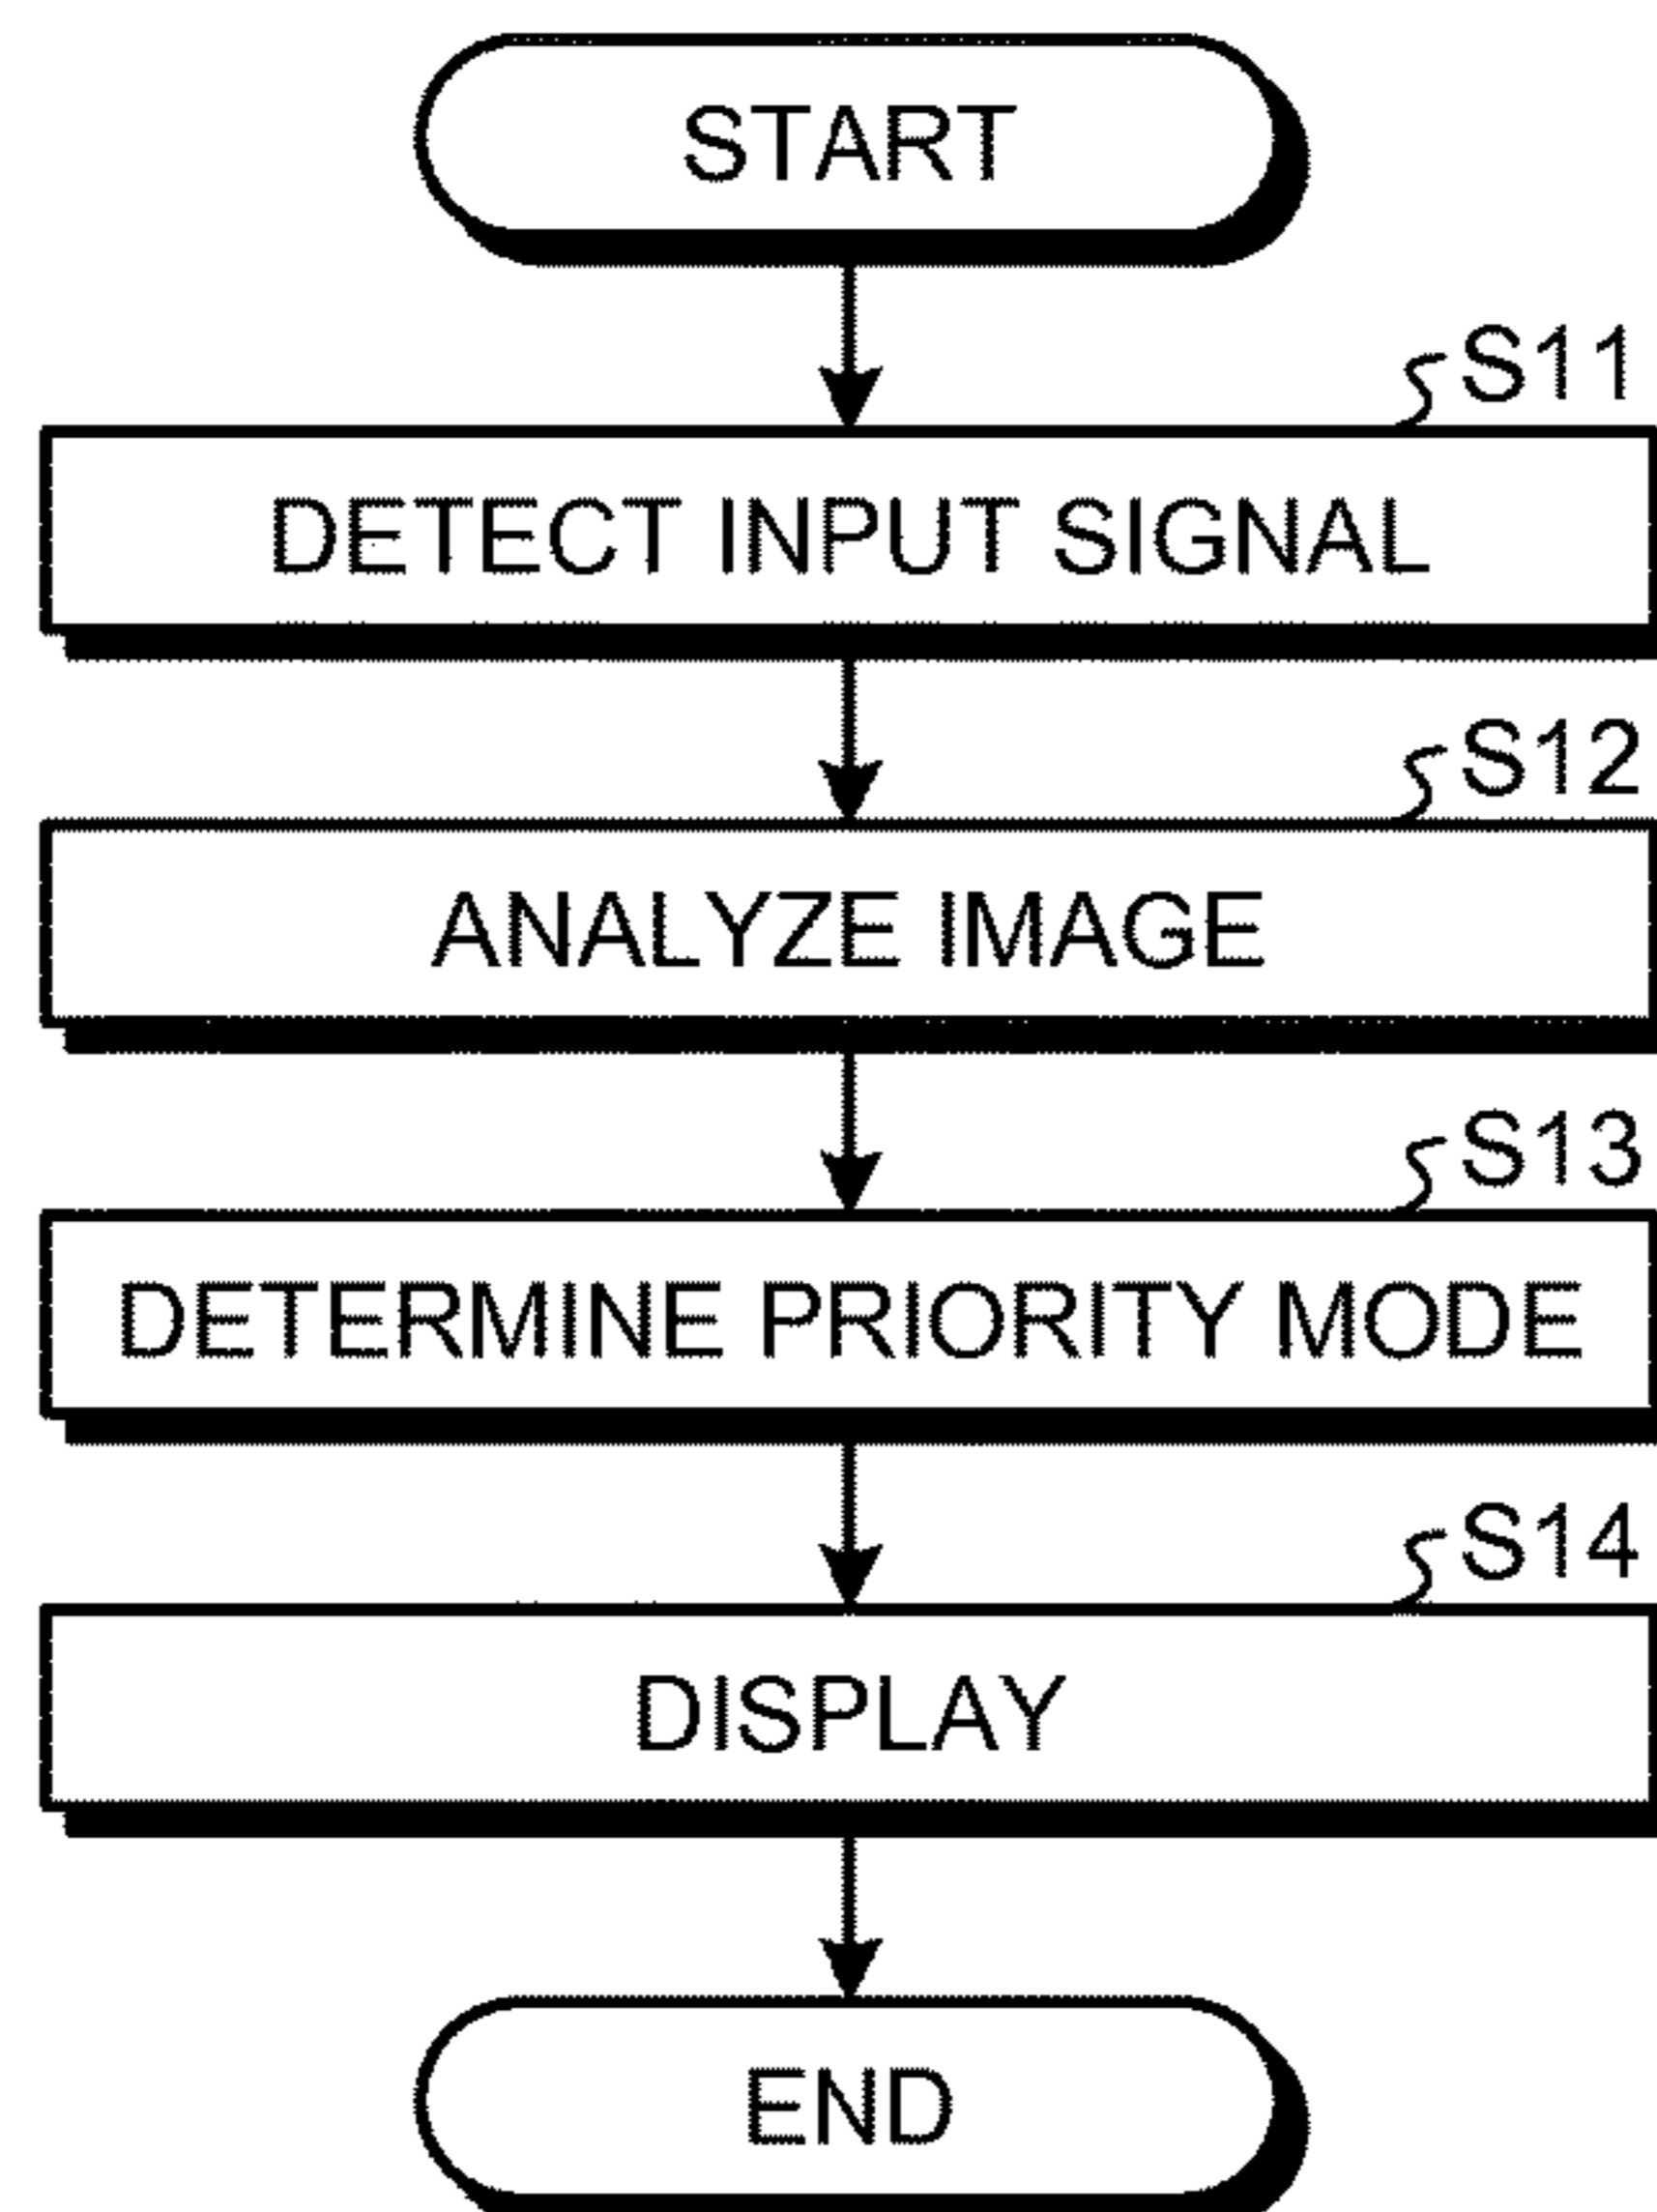 START
S11
DETECT INPUT SIGNAL
S12
ANALYZE IMAGE
S13
DETERMINE PRIORITY MODE
S14
DISPLAY
END